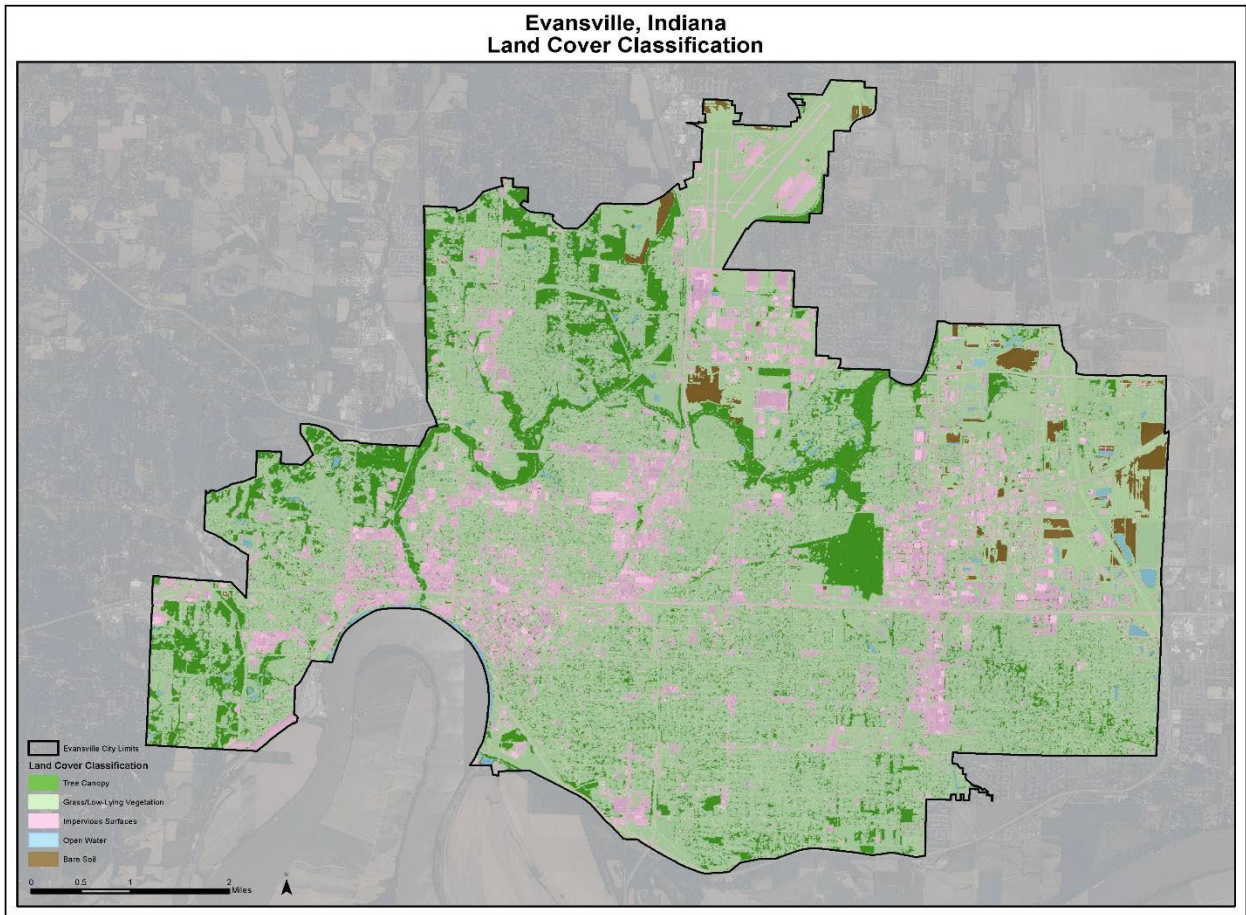 Evansville, Indiana
Land Cover Classification
Evansville City Limits
Land Cover Classification
Tree Canopy
Grass/Low-Lying Vegetation
Impervious Surfaces
Open Water
Bare Soil
0 0.5 1 2
Miles